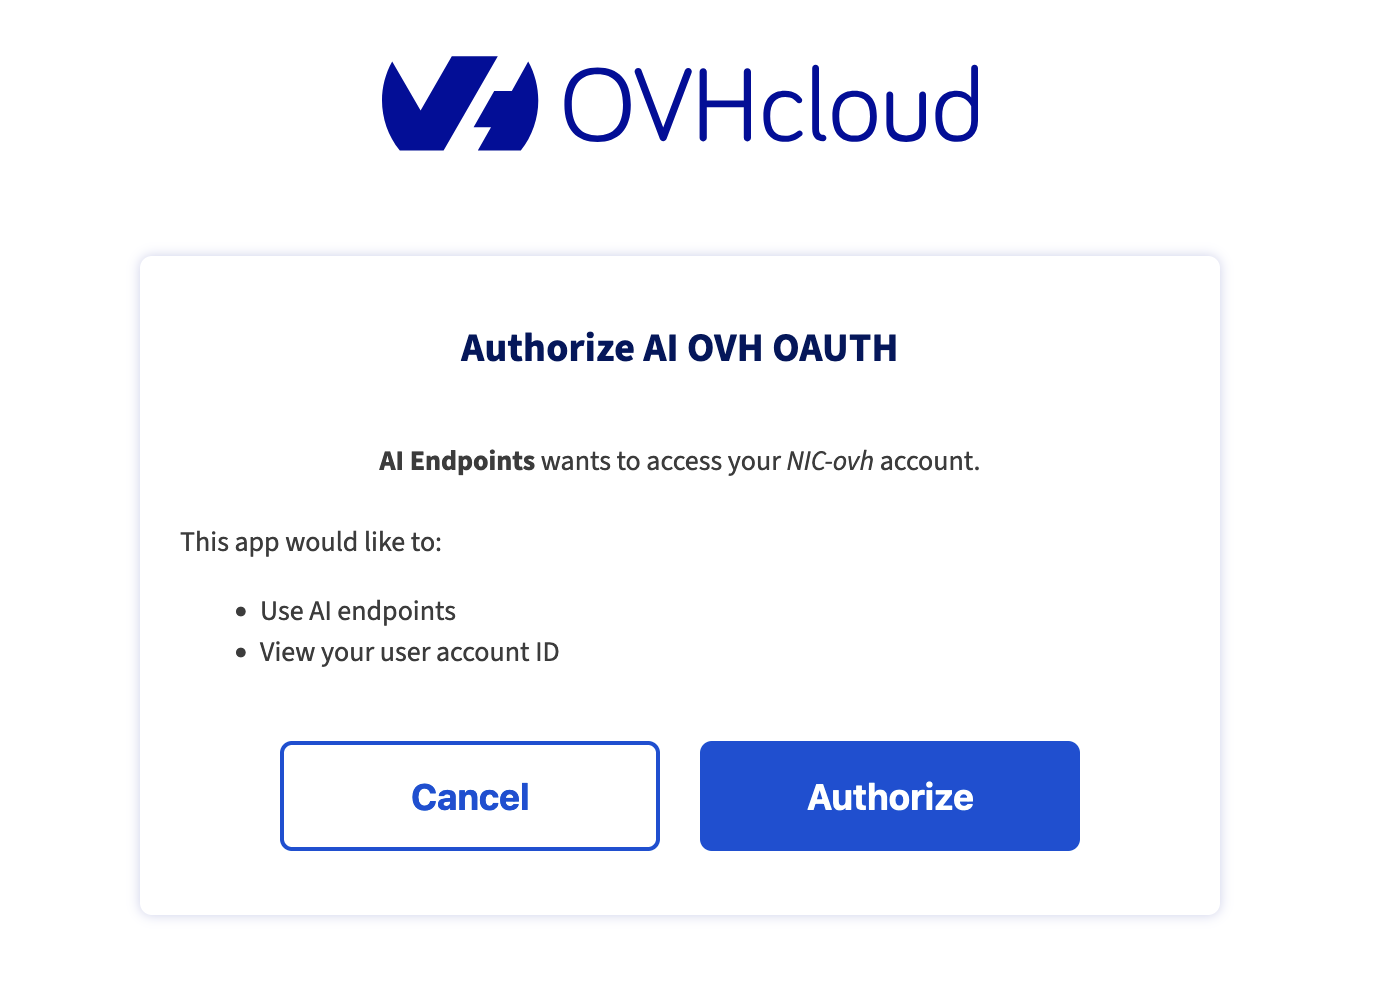 OVHcloud
Authorize AI OVH OAUTH
AI Endpoints wants to access your NIC-ovh account.
This app would like to:
• Use AI endpoints
• View your user account ID
Cancel
Authorize